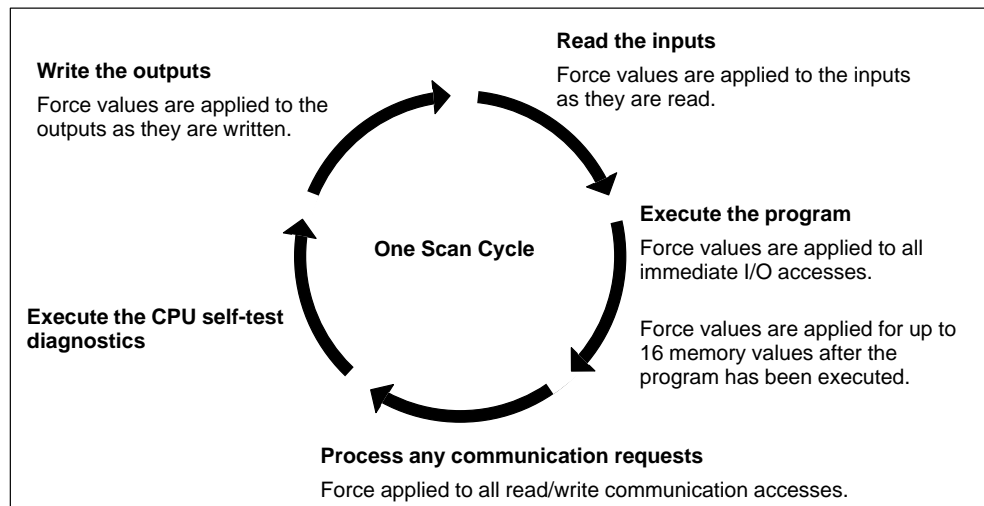 Read the inputs
Force values are applied to the inputs
as they are read.
Execute the program
Force values are applied to all
immediate I/O accesses.
Force values are applied for up to
16 memory values after the
program has been executed.
Process any communication requests
Force applied to all read/write communication accesses.
Execute the CPU self-test
diagnostics
Write the outputs
Force values are applied to the
outputs as they are written.
One Scan Cycle